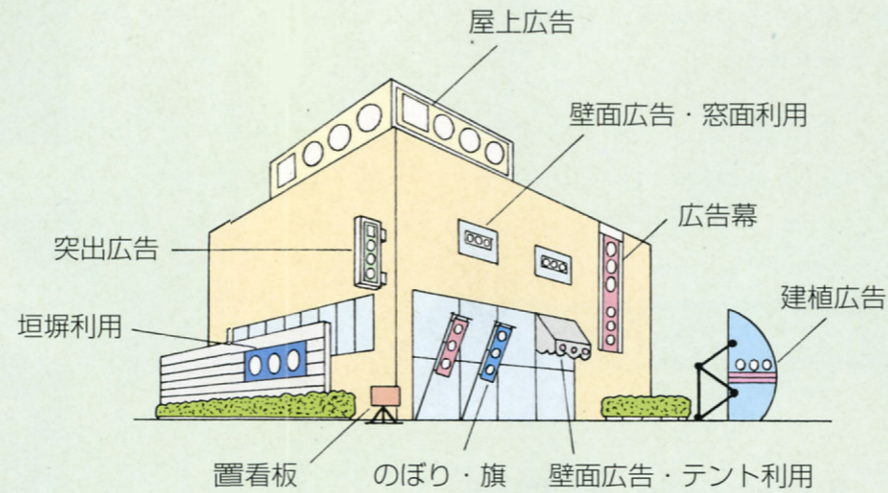 屋上広告
壁面広告・窓面利用
広告幕
突出広告
建植広告
垣塀利用
置看板
のぼり・旗
壁面広告・テント利用